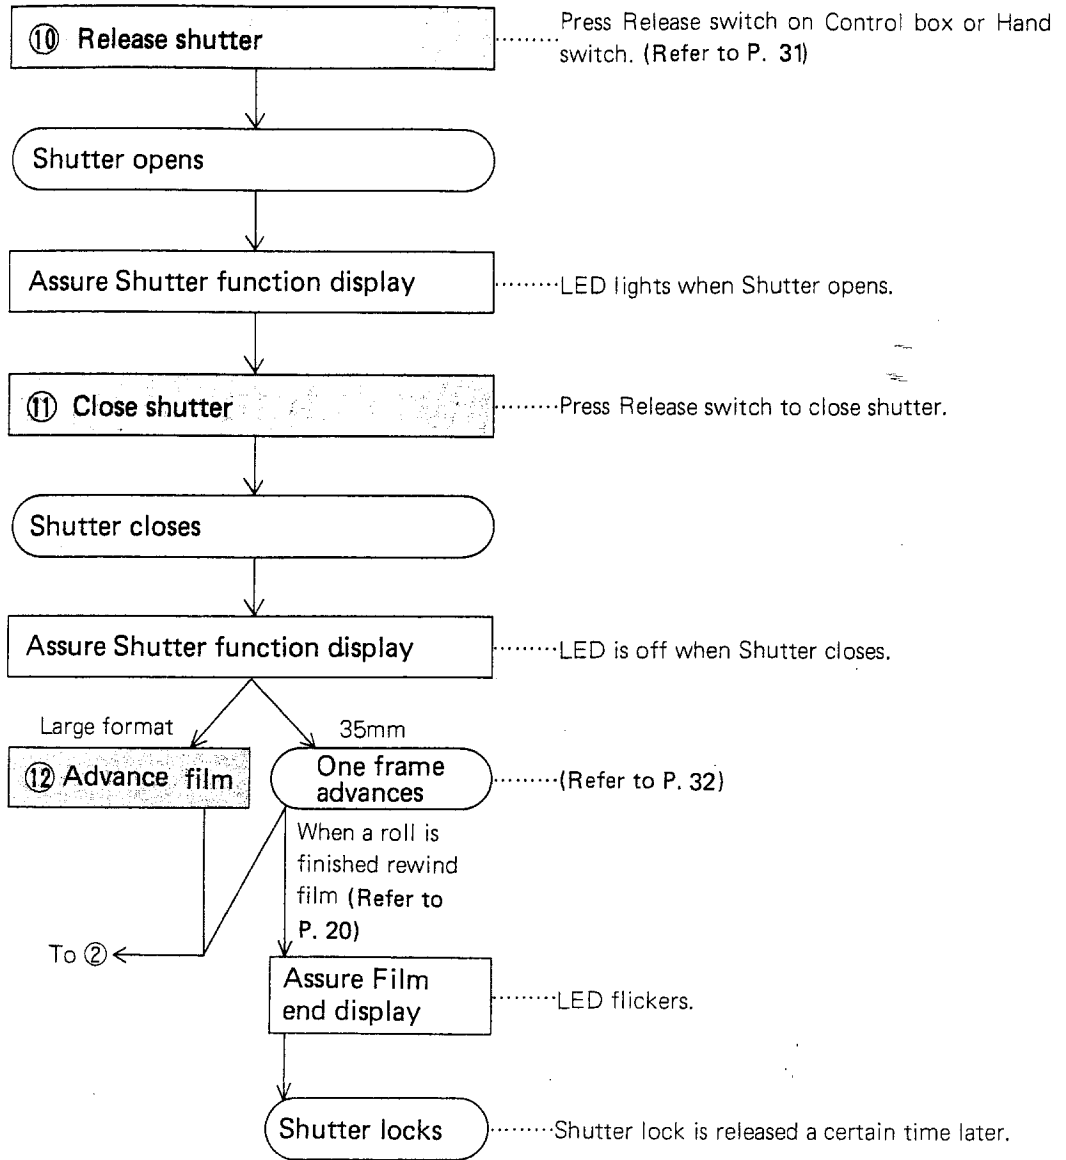 ⑩ Release shutter
Press Release switch on Control box or Hand
switch. (Refer to P. 31)
Shutter opens
Assure Shutter function display
LED lights when Shutter opens.
⑪ Close shutter
Press Release switch to close shutter.
Shutter closes
Assure Shutter function display
LED is off when Shutter closes.
Large format
35mm
⑫ Advance film
One frame
advances
(Refer to P. 32)
When a roll is
finished rewind
film (Refer to
P. 20)
To ②
Assure Film
end display
LED flickers.
Shutter locks
Shutter lock is released a certain time later.